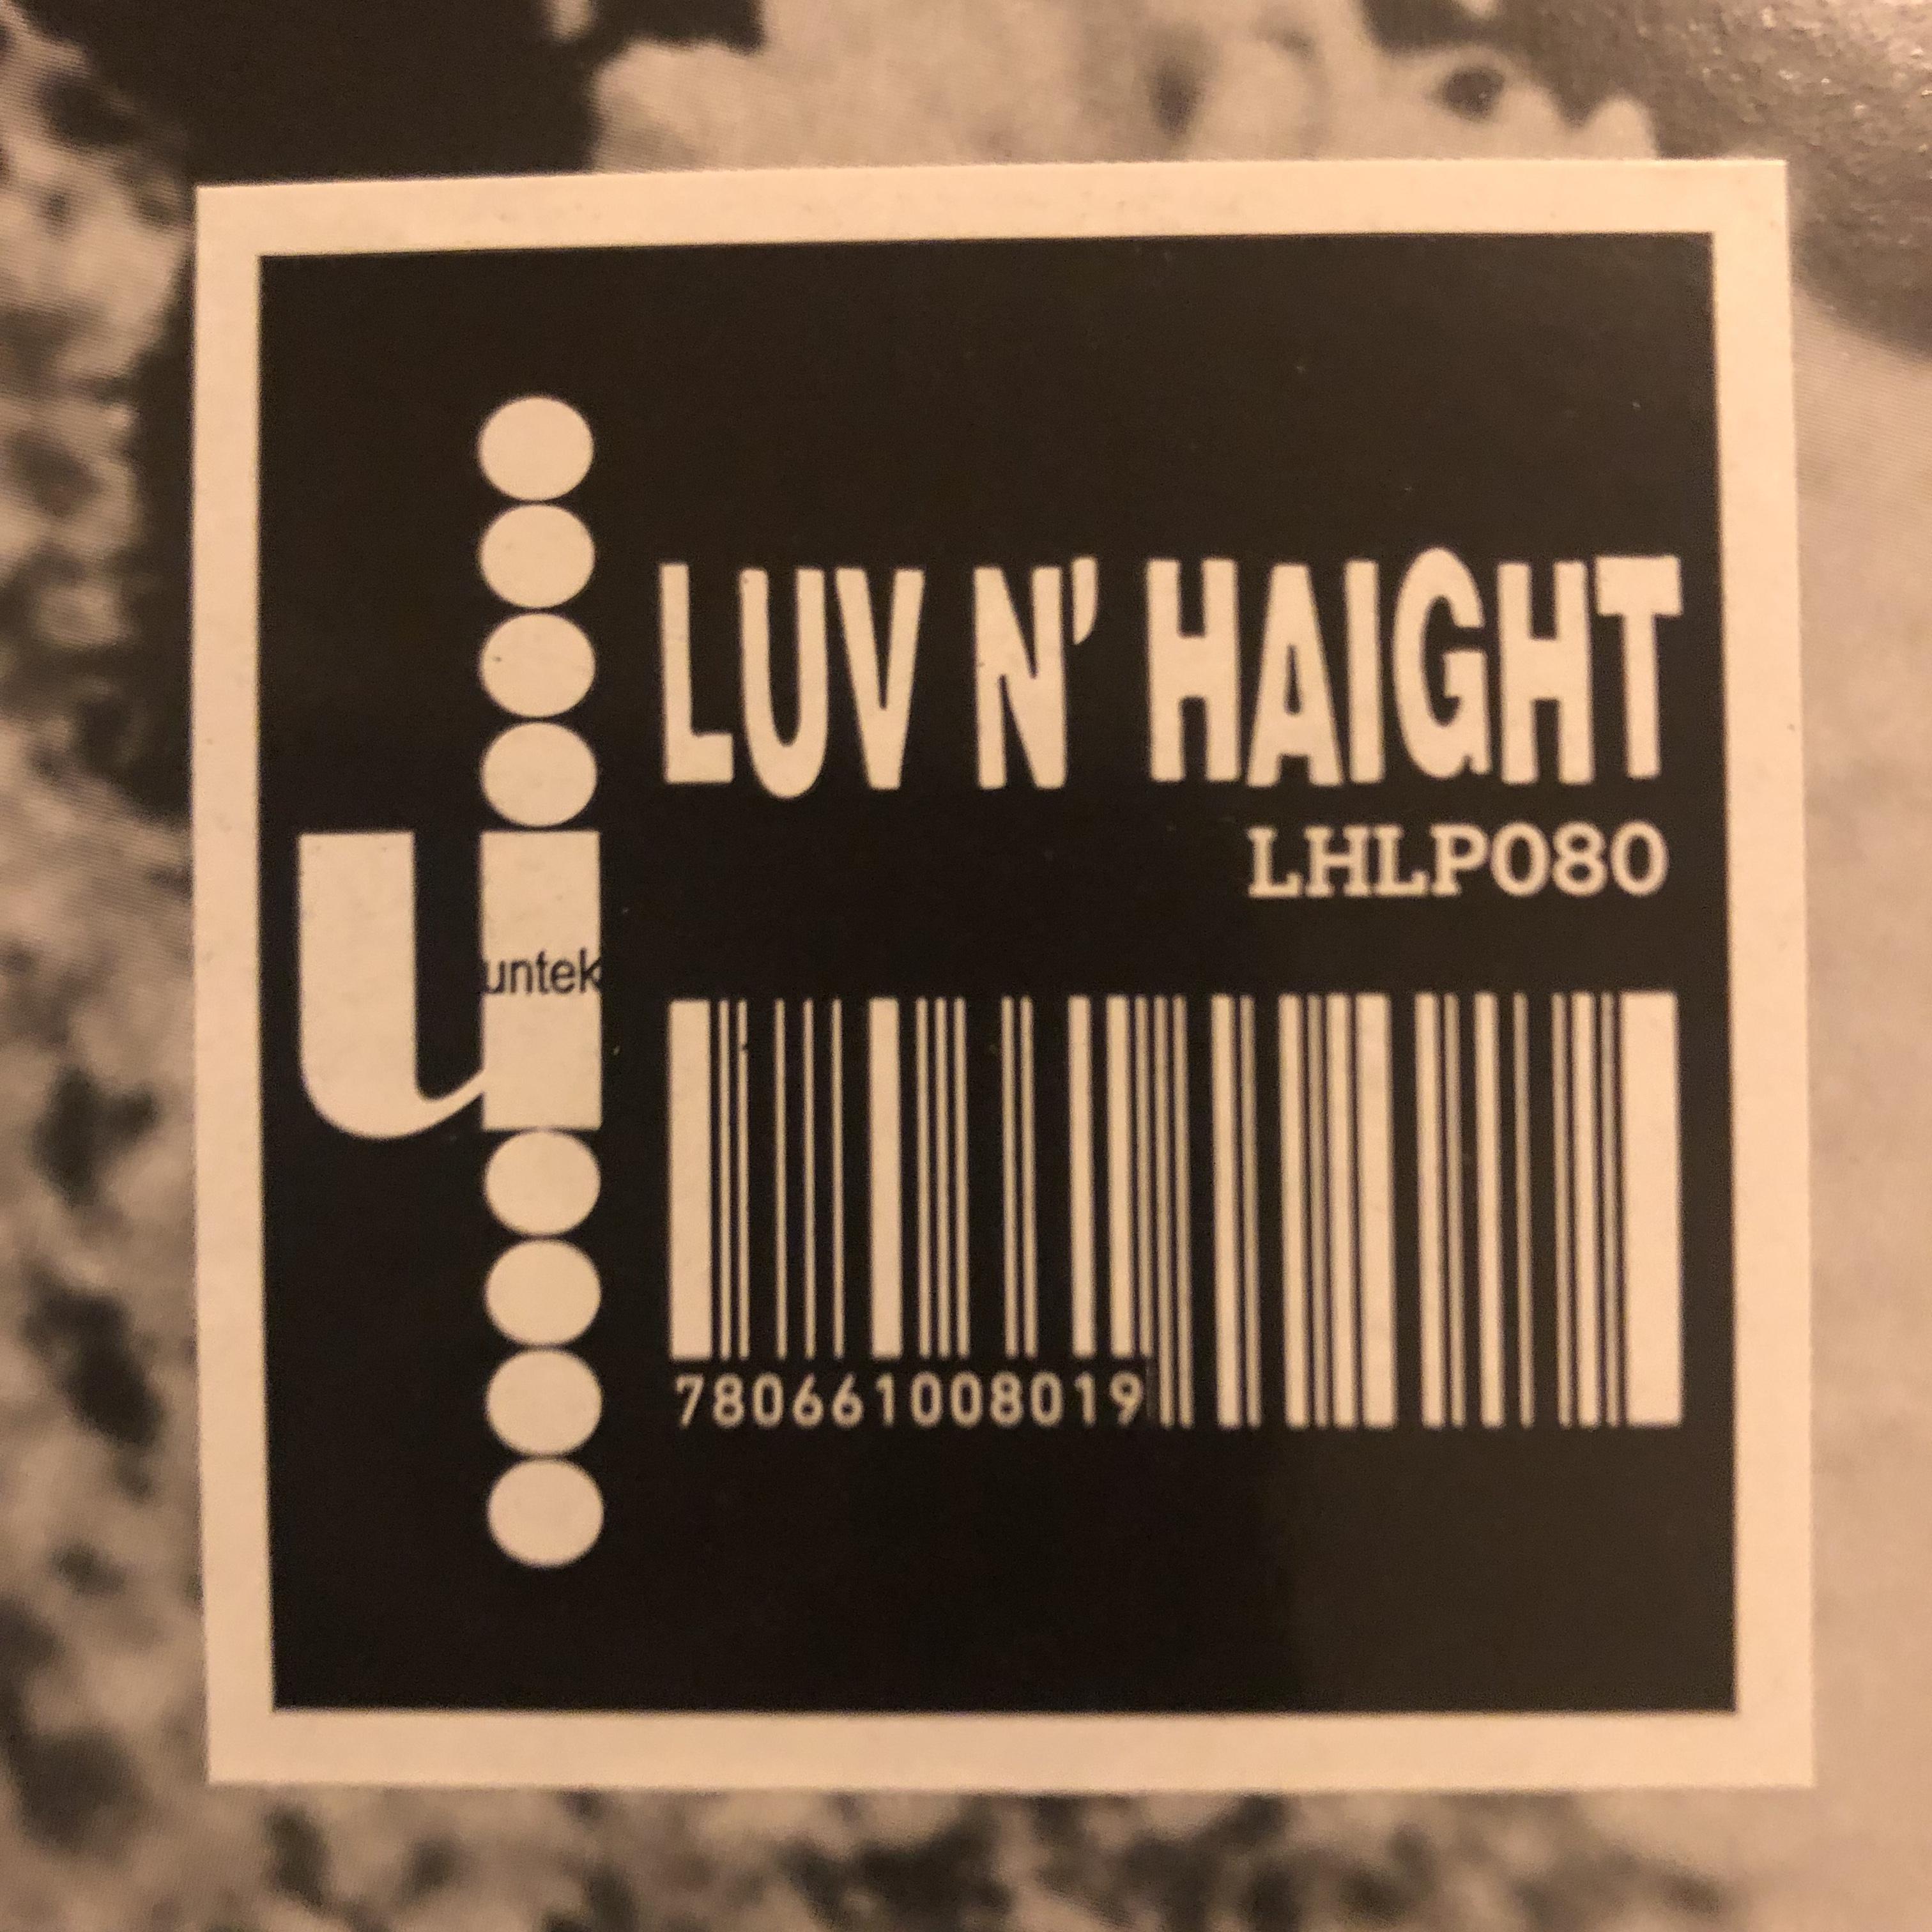 LUV N' HAIGHT
LHLP080
untek
780661008019